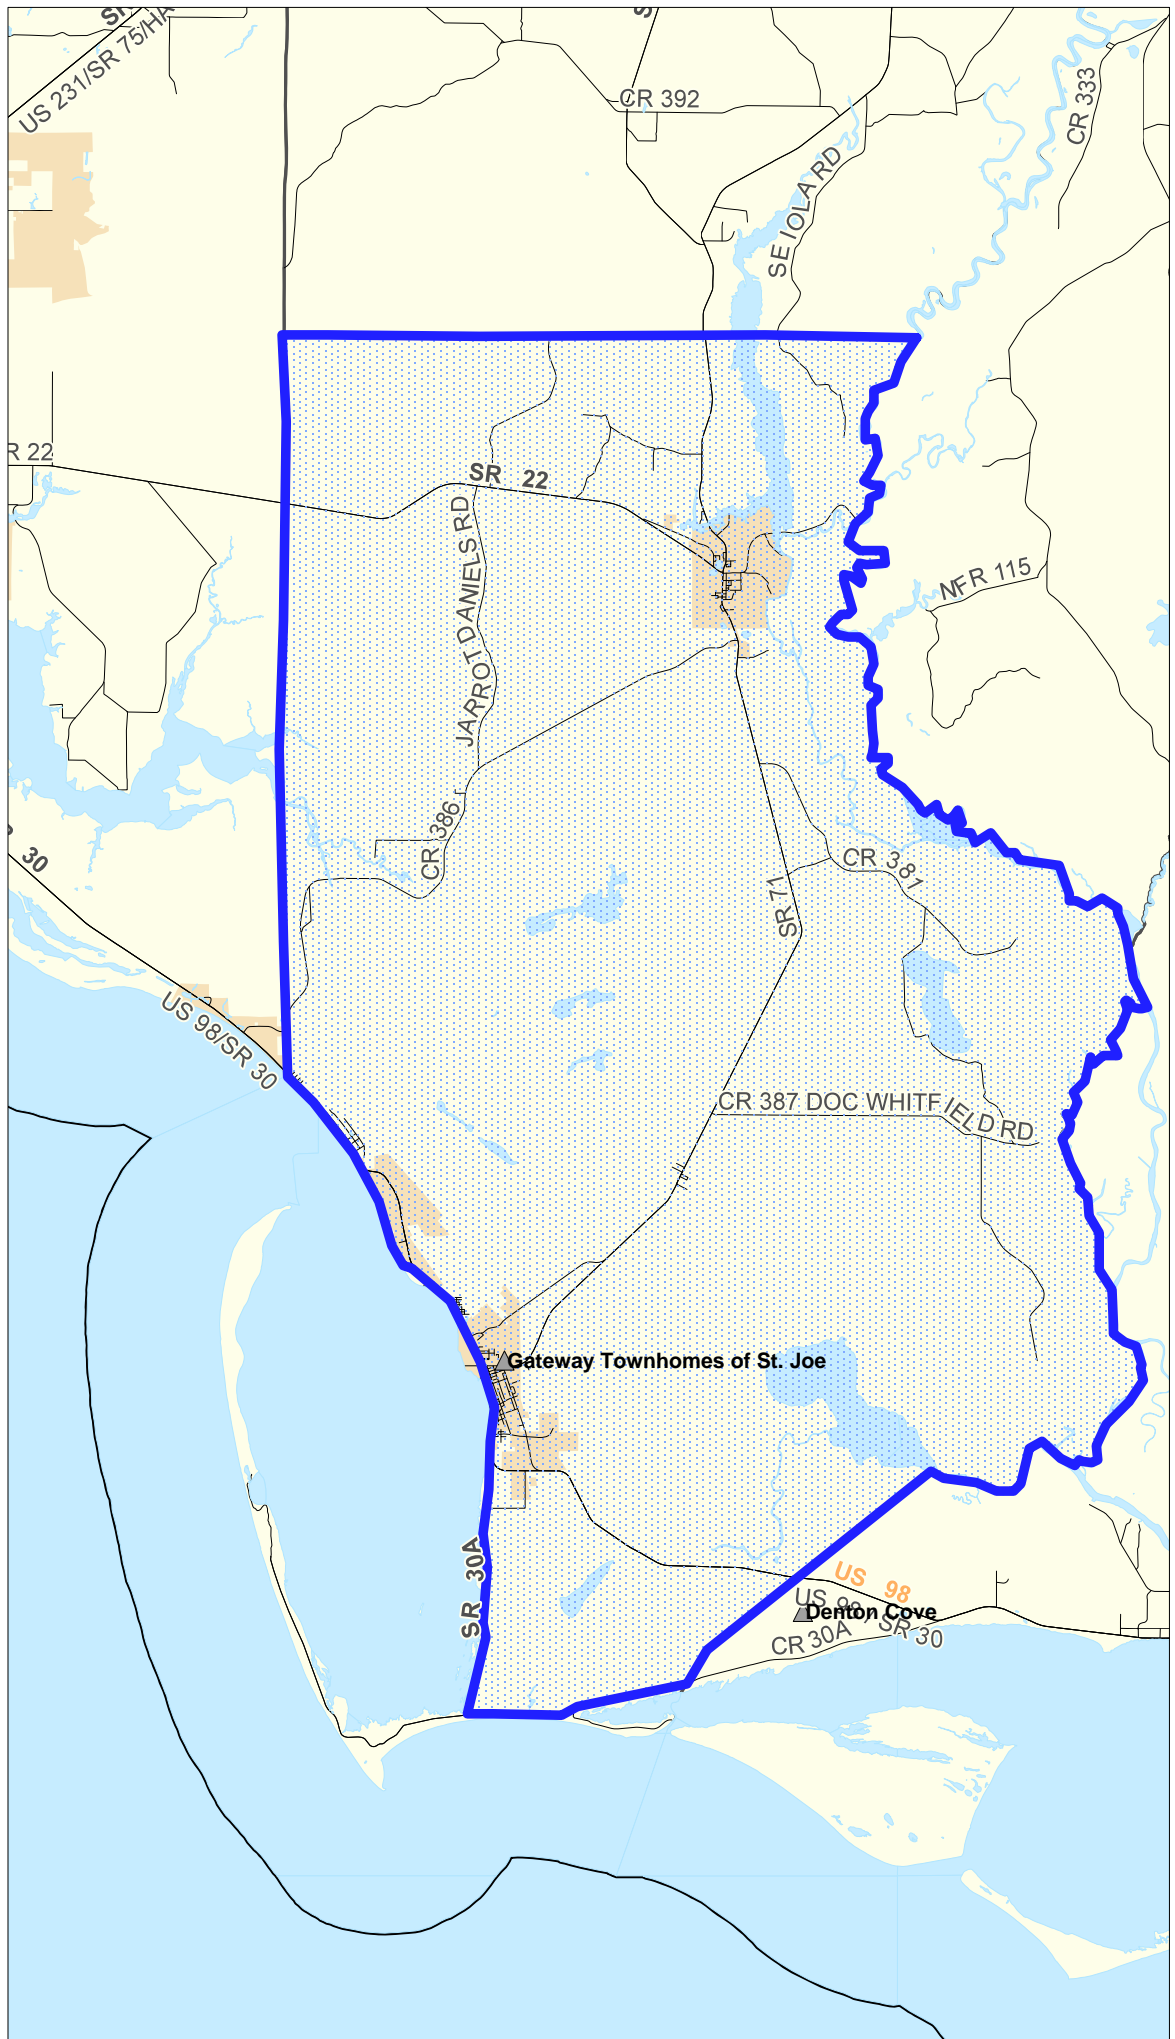 US 231/SR 75/HA
CR 392
CR 333
SE IOLA RD
R 22
SR 22
JARROT DANIELS RD
NFR 115
CR 386
30
CR 381
SR 71
US 98/SR 30
CR 387 DOC WHITFIELD RD
Gateway Townhomes of St. Joe
SR 30A
US 98
US 98 / SR 30
Denton Cove
CR 30A